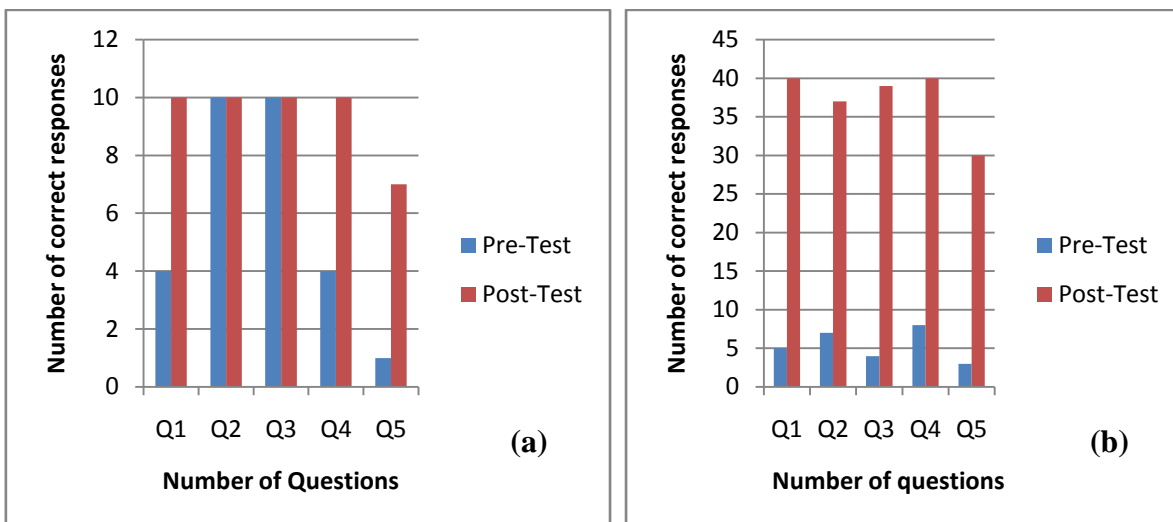 Number of correct responses
12
10
8
6
4
2
0
Q1 Q2 Q3 Q4 Q5
Number of Questions
Pre-Test
Post-Test
(a)
Number of correct responses
45
40
35
30
25
20
15
10
5
0
Q1 Q2 Q3 Q4 Q5
Number of questions
Pre-Test
Post-Test
(b)